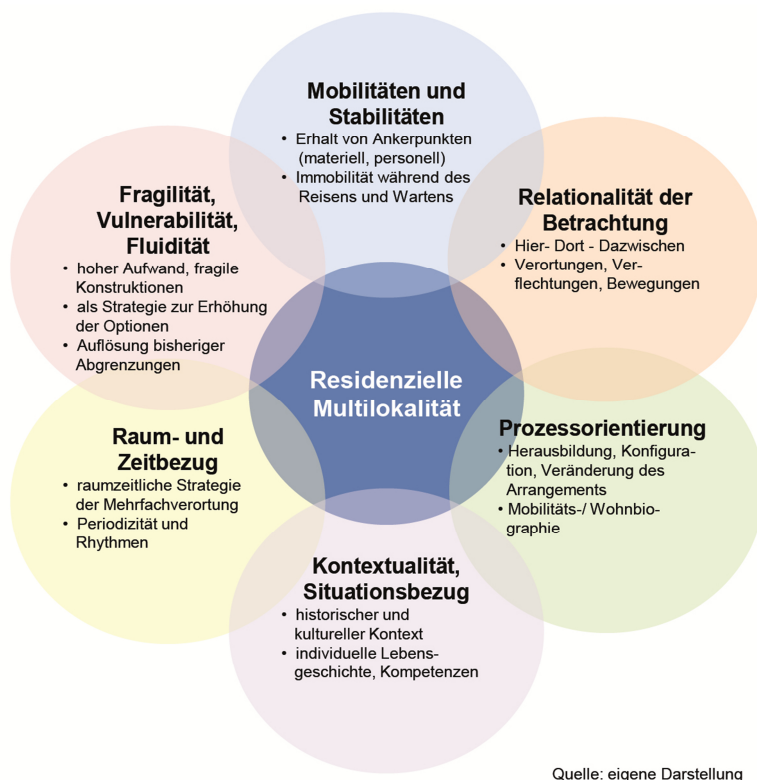 Mobilitäten und
Stabilitäten
• Erhalt von Ankerpunkten
(materiell, personell)
• Immobilität während des
Reisens und Wartens
Relationalität der
Betrachtung
• Hier- Dort - Dazwischen
• Verortungen, Ver-
flechtungen, Bewegungen
Prozessorientierung
• Herausbildung, Konfigura-
tion, Veränderung des
Arrangements
• Mobilitäts-/ Wohnbio-
graphie
Kontextualität,
Situationsbezug
• historischer und
kultureller Kontext
• individuelle Lebens-
geschichte, Kompetenzen
Raum- und
Zeitbezug
• raumzeitliche Strategie
der Mehrfachverortung
• Periodizität und
Rhythmen
Fragilität,
Vulnerabilität,
Fluidität
• hoher Aufwand, fragile
Konstruktionen
• als Strategie zur Erhöhung
der Optionen
• Auflösung bisheriger
Abgrenzungen
Residenzielle
Multilokalität
Quelle: eigene Darstellung